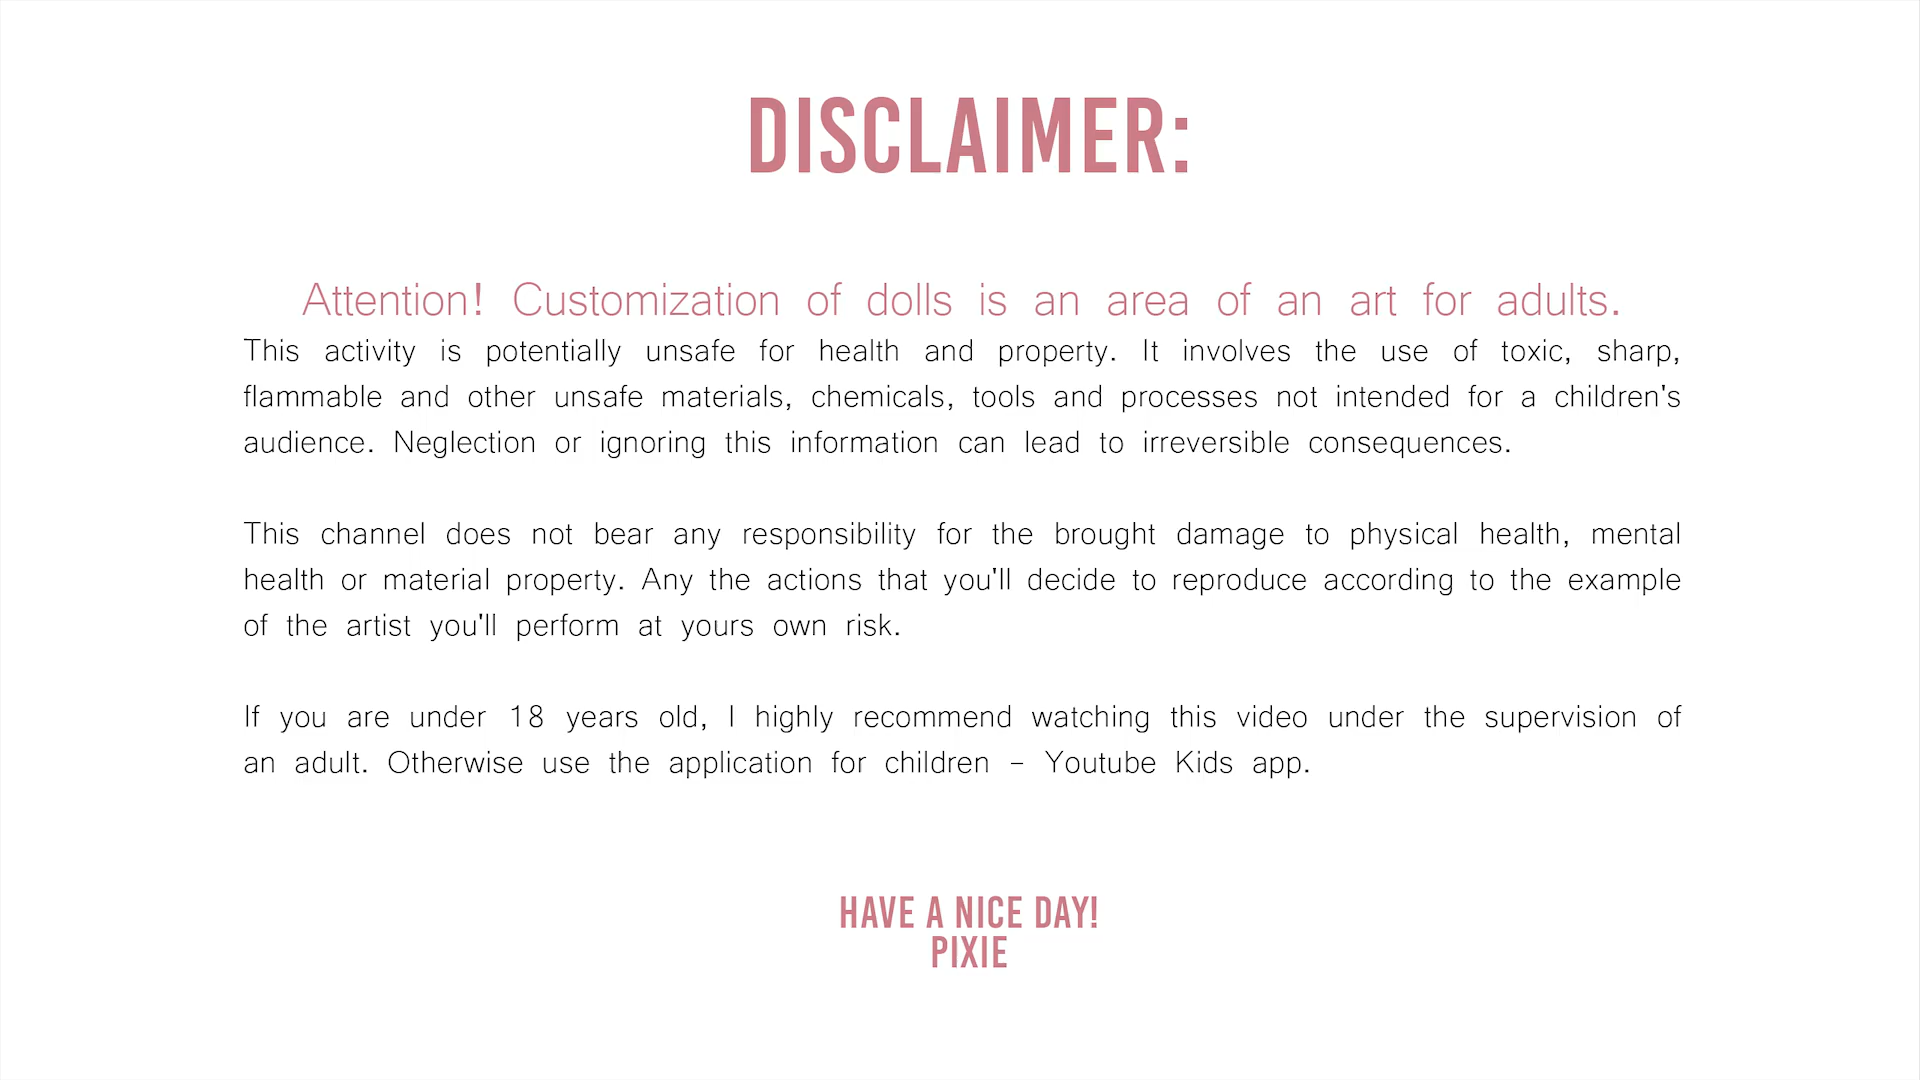 DISCLAIMER:
Attention! Customization of dolls is an area of an art for adults.
This activity is potentially unsafe for health and property. It involves the use of toxic, sharp,
flammable and other unsafe materials, chemicals, tools and processes not intended for a children's
audience. Neglection or ignoring this information can lead to irreversible consequences.
This channel does not bear any responsibility for the brought damage to physical health, mental
health or material property. Any the actions that you'll decide to reproduce according to the example
of the artist you'll perform at yours own risk.
If you are under 18 years old, I highly recommend watching this video under the supervision of
an adult. Otherwise use the application for children – Youtube Kids app.
HAVE A NICE DAY!
PIXIE